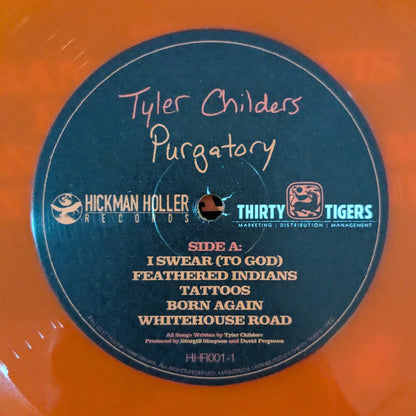 Tyler Childers
Purgatory
HICKMAN HOLLER
RECORDS
THIRTY TIGERS
MARKETING | DISTRIBUTION | MANAGEMENT
SIDE A:
I SWEAR (TO GOD)
FEATHERED INDIANS
TATTOOS
BORN AGAIN
WHITEHOUSE ROAD
All Songs Written by Tyler Childers
Produced by Sturgill Simpson and David Ferguson
HHR001-1